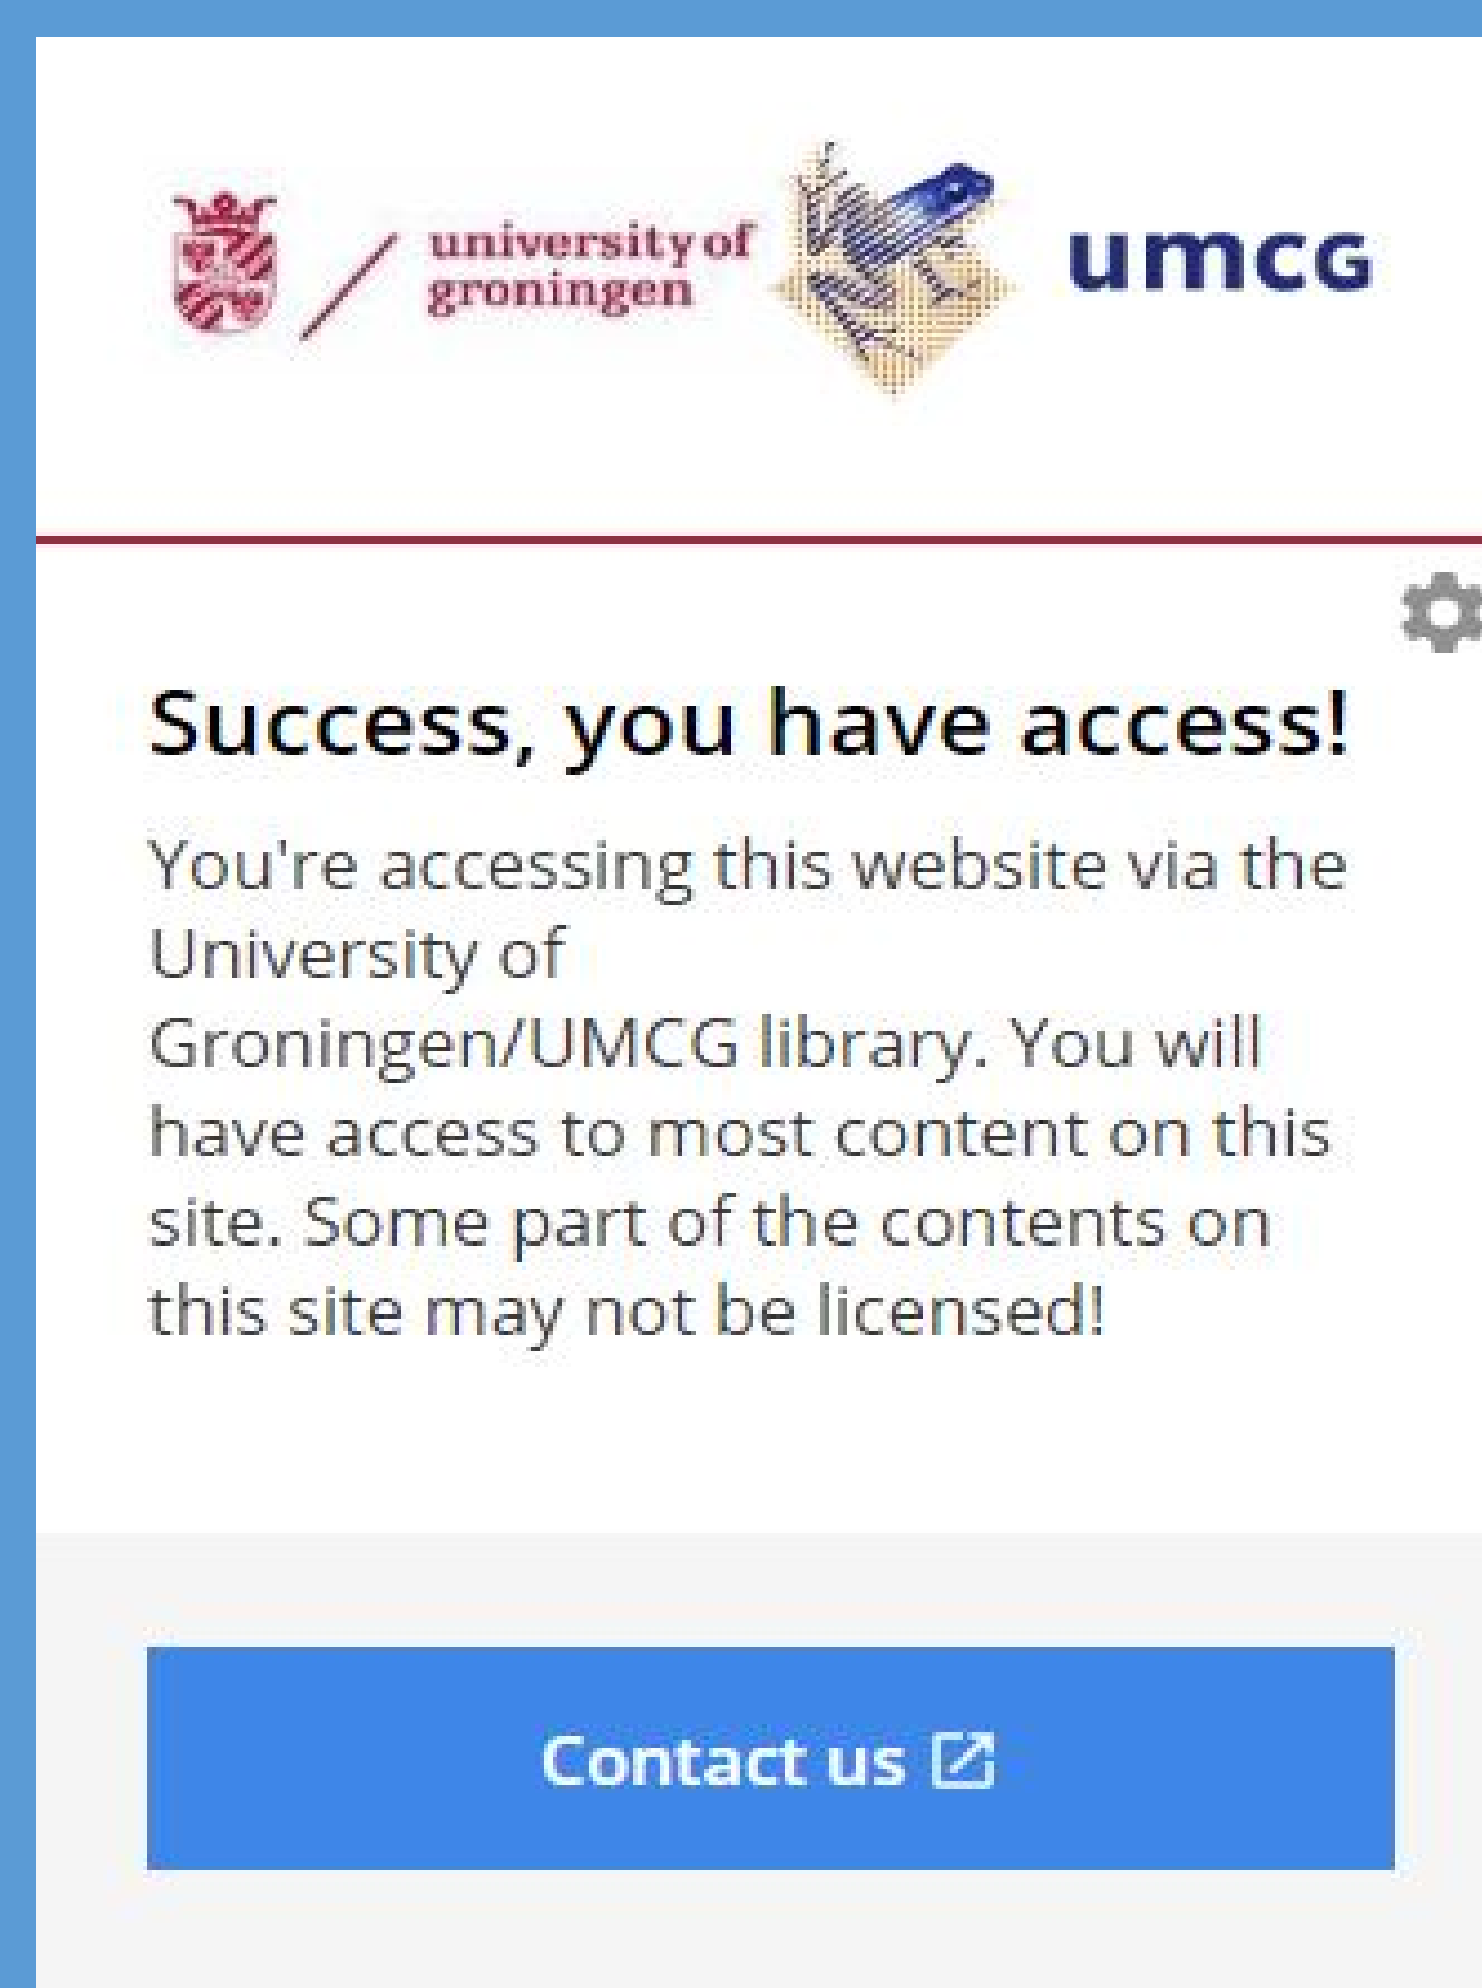 university of
groningen
umcg
Success, you have access!
You're accessing this website via the
University of
Groningen/UMCG library. You will
have access to most content on this
site. Some part of the contents on
this site may not be licensed!
Contact us